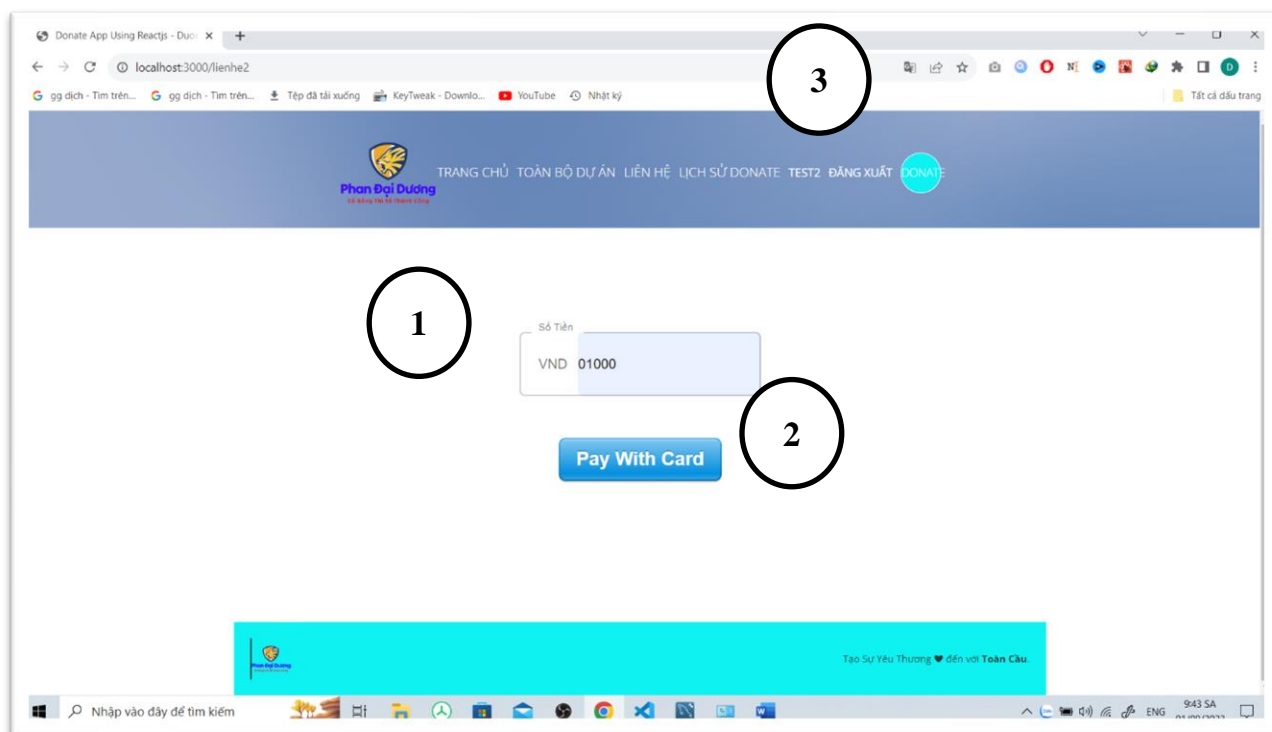 Donate App Using Reactjs - Duo
localhost:3000/lienhe2
gg dịch - Tìm trên... gg dịch - Tìm trên... Tệp đã tải xuống KeyTweak - Downlo... YouTube Nhật ký Tất cả dấu trang
3
Phan Đại Dương
TRANG CHỦ TOÀN BỘ DỰ ÁN LIÊN HỆ LỊCH SỬ DONATE TEST2 ĐĂNG XUẤT DONATE
1
Số Tiền
VND 01000
2
Pay With Card
Phan Đại Dương
Tạo Sự Yêu Thương ♥ đến với Toàn Cầu.
Nhập vào đây để tìm kiếm
ENG
9:43 SA